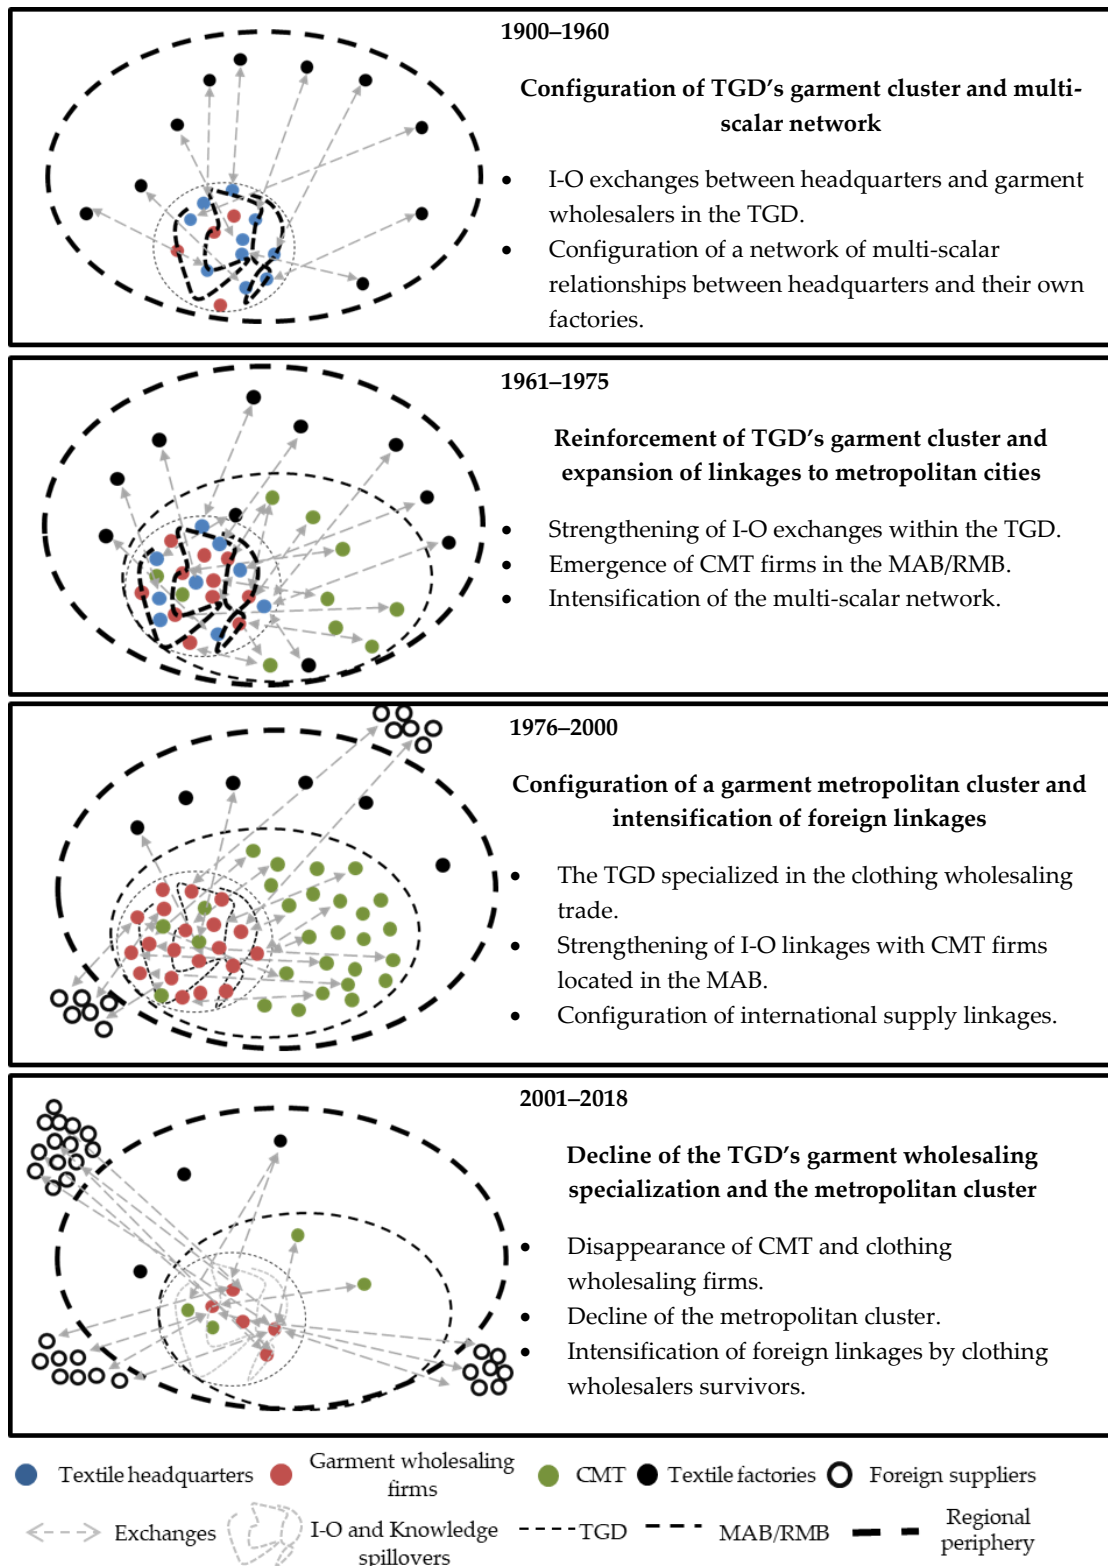 1900–1960
Configuration of TGD's garment cluster and multi-
scalar network
• I-O exchanges between headquarters and garment
wholesalers in the TGD.
• Configuration of a network of multi-scalar
relationships between headquarters and their own
factories.
1961–1975
Reinforcement of TGD's garment cluster and
expansion of linkages to metropolitan cities
• Strengthening of I-O exchanges within the TGD.
• Emergence of CMT firms in the MAB/RMB.
• Intensification of the multi-scalar network.
1976–2000
Configuration of a garment metropolitan cluster and
intensification of foreign linkages
• The TGD specialized in the clothing wholesaling
trade.
• Strengthening of I-O linkages with CMT firms
located in the MAB.
• Configuration of international supply linkages.
2001–2018
Decline of the TGD's garment wholesaling
specialization and the metropolitan cluster
• Disappearance of CMT and clothing
wholesaling firms.
• Decline of the metropolitan cluster.
• Intensification of foreign linkages by clothing
wholesalers survivors.
Textile headquarters
Garment wholesaling
firms
CMT
Textile factories
Foreign suppliers
Exchanges
I-O and Knowledge
spillovers
TGD
MAB/RMB
Regional
periphery